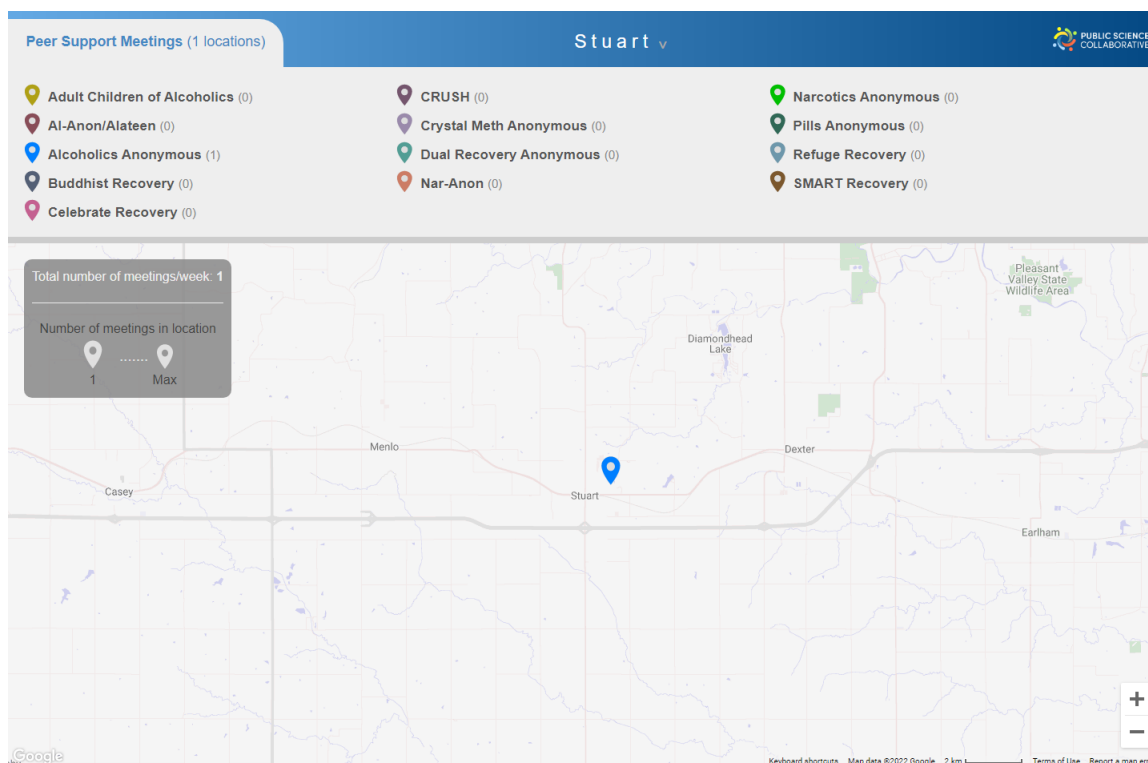 Peer Support Meetings (1 locations)
Stuart v
PUBLIC SCIENCE
COLLABORATIVE
Adult Children of Alcoholics (0)
Al-Anon/Alateen (0)
Alcoholics Anonymous (1)
Buddhist Recovery (0)
Celebrate Recovery (0)
CRUSH (0)
Crystal Meth Anonymous (0)
Dual Recovery Anonymous (0)
Nar-Anon (0)
Narcotics Anonymous (0)
Pills Anonymous (0)
Refuge Recovery (0)
SMART Recovery (0)
Total number of meetings/week: 1
Number of meetings in location
1 ....... Max
Pleasant
Valley State
Wildlife Area
Diamondhead
Lake
Menlo
Dexter
Casey
Stuart
Earlham
+
−
Google
Keyboard shortcuts Map data ©2022 Google 2 km Terms of Use Report a map er